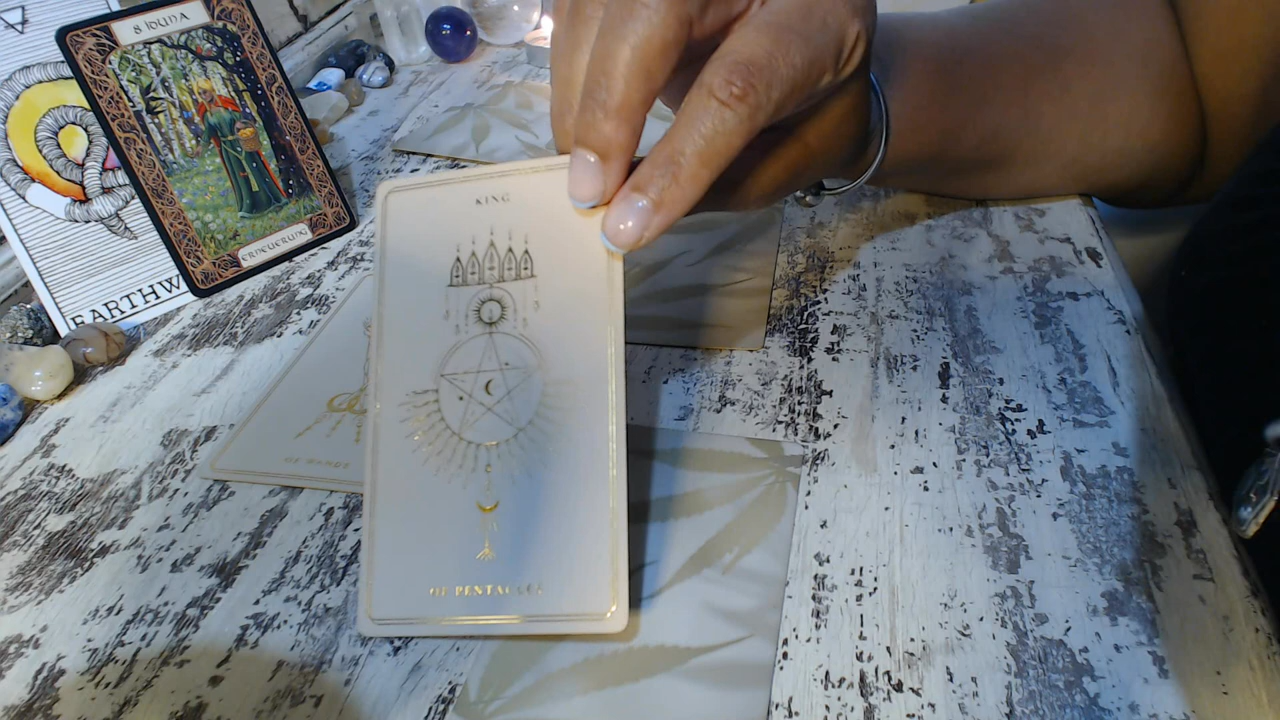 8 IDUNA
ERNEUERUNG
EARTHW
KING
OF PENTACLES
OF WANDS